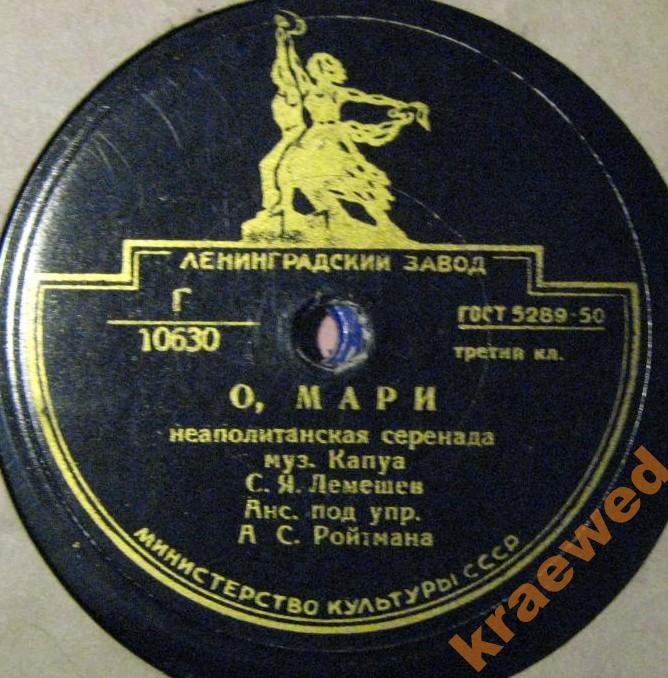 ЛЕНИНГРАДСКИЙ ЗАВОД
Г
10630
ГОСТ 5289-50
третий кл.
О, МАРИ
неаполитанская серенада
муз. Капуа
С. Я. Лемешев
Анс. под упр.
А С. Ройтмана
МИНИСТЕРСТВО КУЛЬТУРЫ СССР
kraewed